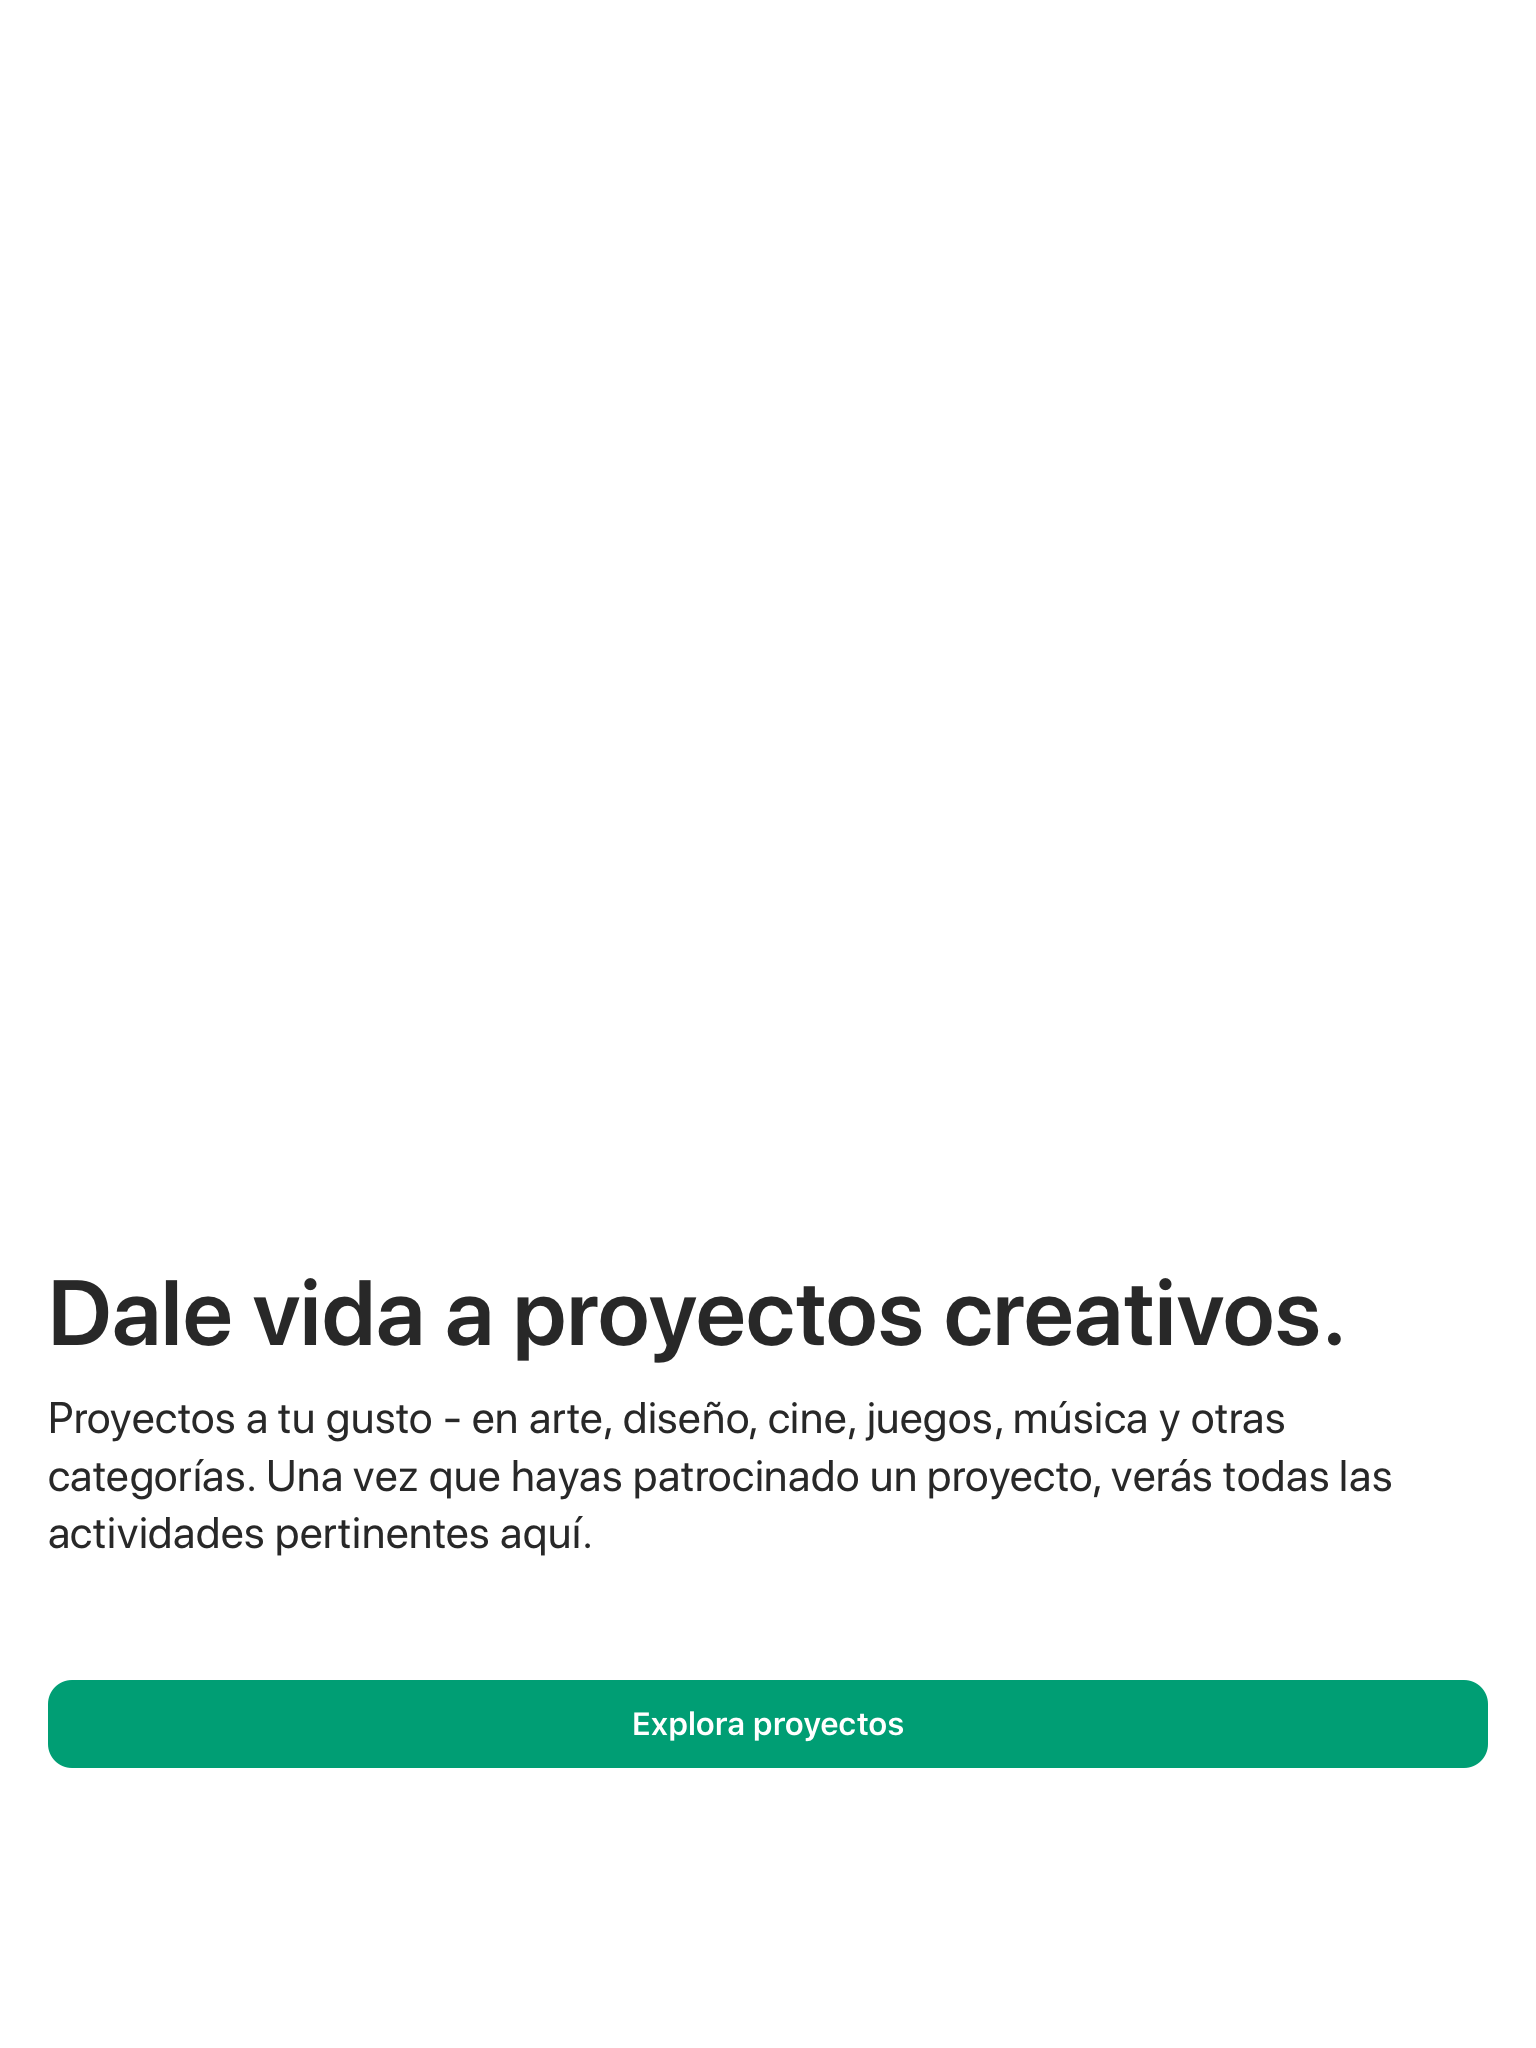 Dale vida a proyectos creativos.
Proyectos a tu gusto - en arte, diseño, cine, juegos, música y otras
categorías. Una vez que hayas patrocinado un proyecto, verás todas las
actividades pertinentes aquí.
Explora proyectos